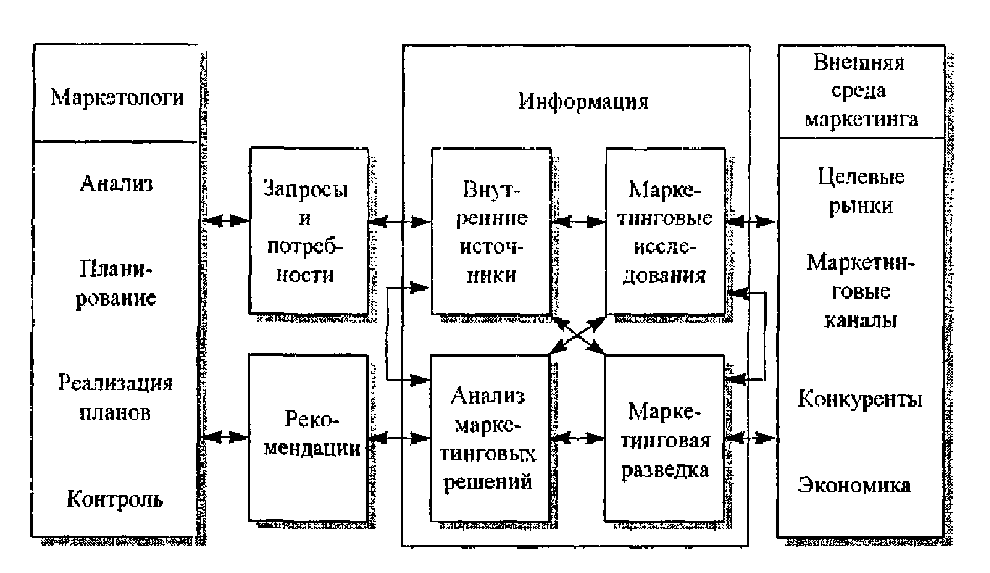 Маркетологи
Анализ
Плани-
рование
Реализация
планов
Контроль
Запросы
и
потреб-
ности
Реко-
мендации
Информация
Внут-
ренние
источ-
ники
Марке-
тинговые
иссле-
дования
Анализ
марке-
тинговых
решений
Марке-
тинговая
разведка
Внешняя
среда
маркетинга
Целевые
рынки
Маркетин-
говые
каналы
Конкуренты
Экономика